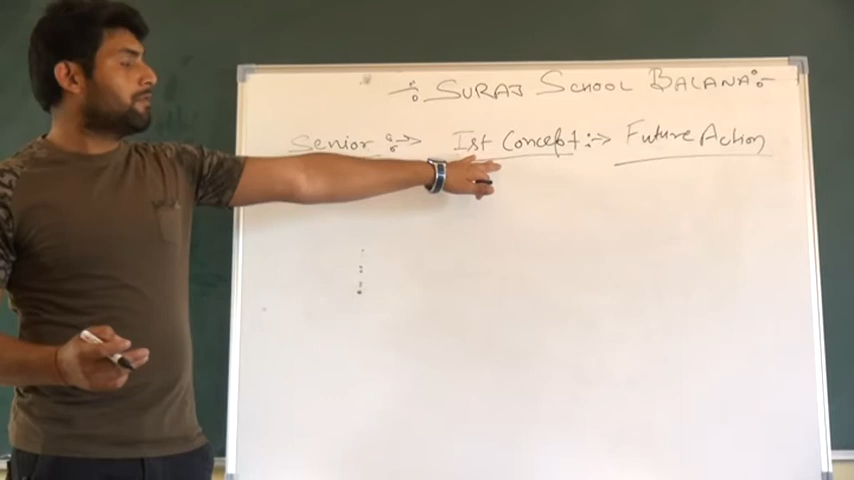 ÷ SURAJ SCHOOL BALANA :-
Senior :-> Ist Concept :-> Future Action